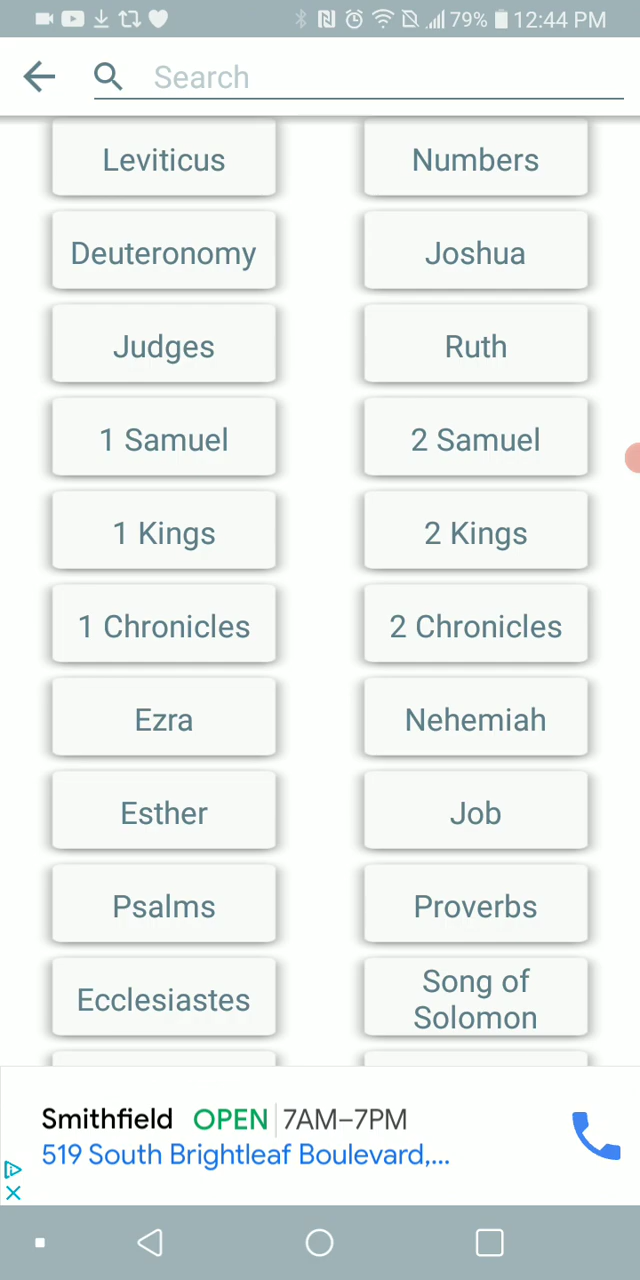 79% 12:44 PM
Search
Leviticus
Numbers
Deuteronomy
Joshua
Judges
Ruth
1 Samuel
2 Samuel
1 Kings
2 Kings
1 Chronicles
2 Chronicles
Ezra
Nehemiah
Esther
Job
Psalms
Proverbs
Ecclesiastes
Song of
Solomon
Smithfield OPEN 7AM–7PM
519 South Brightleaf Boulevard,...